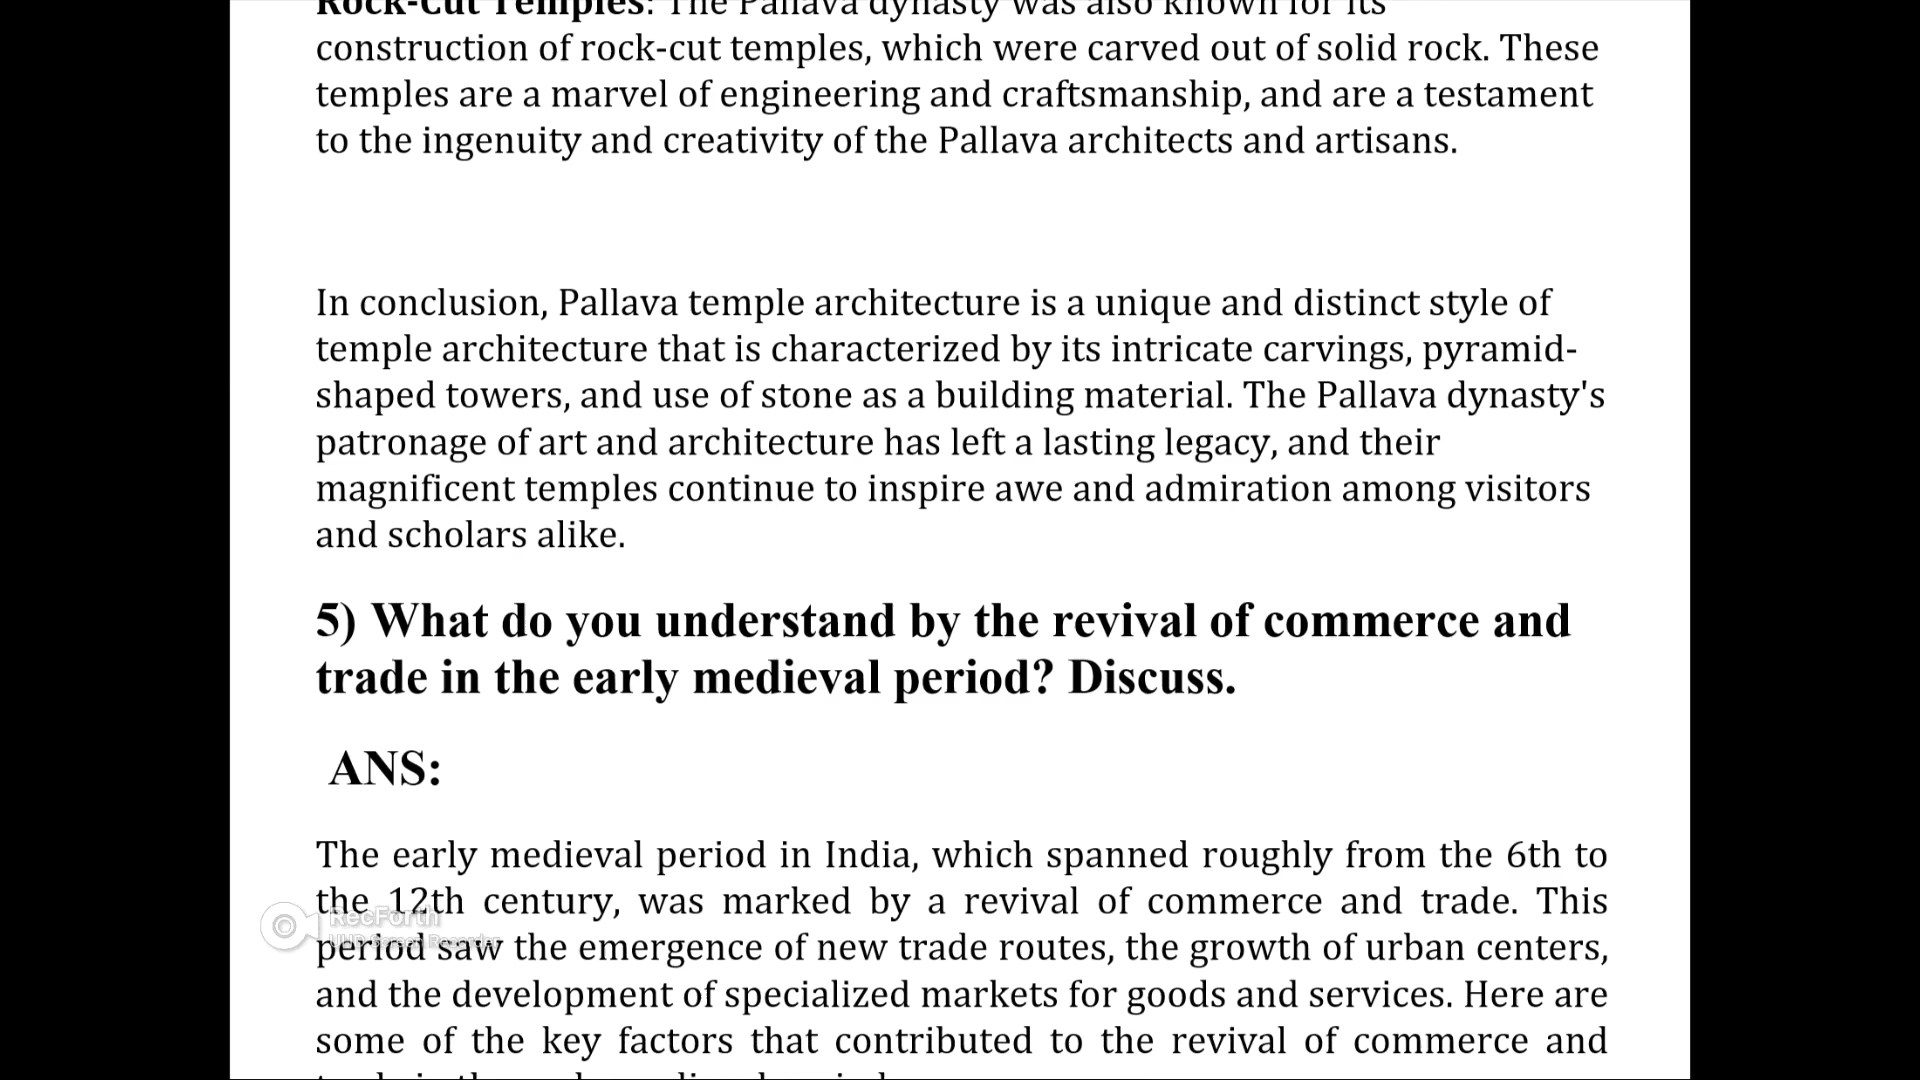 Rock-Cut Temples: The Pallava dynasty was also known for its
construction of rock-cut temples, which were carved out of solid rock. These
temples are a marvel of engineering and craftsmanship, and are a testament
to the ingenuity and creativity of the Pallava architects and artisans.
In conclusion, Pallava temple architecture is a unique and distinct style of
temple architecture that is characterized by its intricate carvings, pyramid-
shaped towers, and use of stone as a building material. The Pallava dynasty's
patronage of art and architecture has left a lasting legacy, and their
magnificent temples continue to inspire awe and admiration among visitors
and scholars alike.
5) What do you understand by the revival of commerce and
trade in the early medieval period? Discuss.
ANS:
The early medieval period in India, which spanned roughly from the 6th to
the 12th century, was marked by a revival of commerce and trade. This
RecForth
UHD Screen Recorder
period saw the emergence of new trade routes, the growth of urban centers,
and the development of specialized markets for goods and services. Here are
some of the key factors that contributed to the revival of commerce and